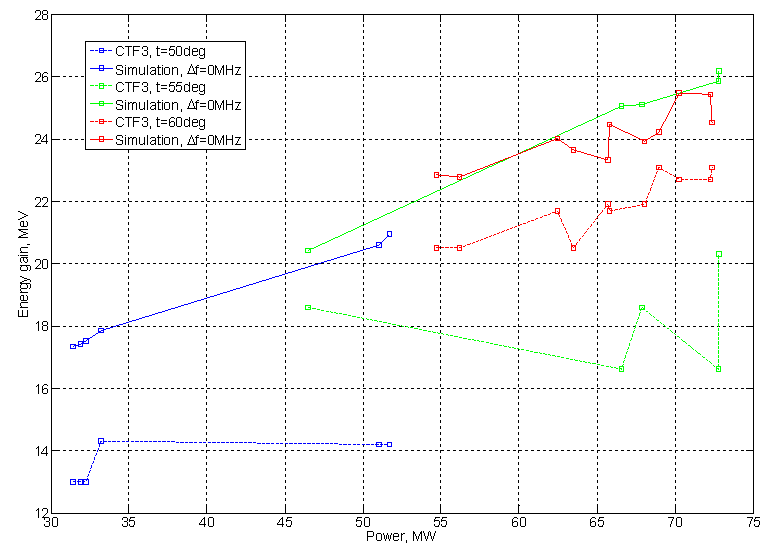 28
26
24
22
20
18
16
14
12
Energy gain, MeV
CTF3, t=50deg
Simulation, Δf=0MHz
CTF3, t=55deg
Simulation, Δf=0MHz
CTF3, t=60deg
Simulation, Δf=0MHz
30 35 40 45 50 55 60 65 70 75
Power, MW